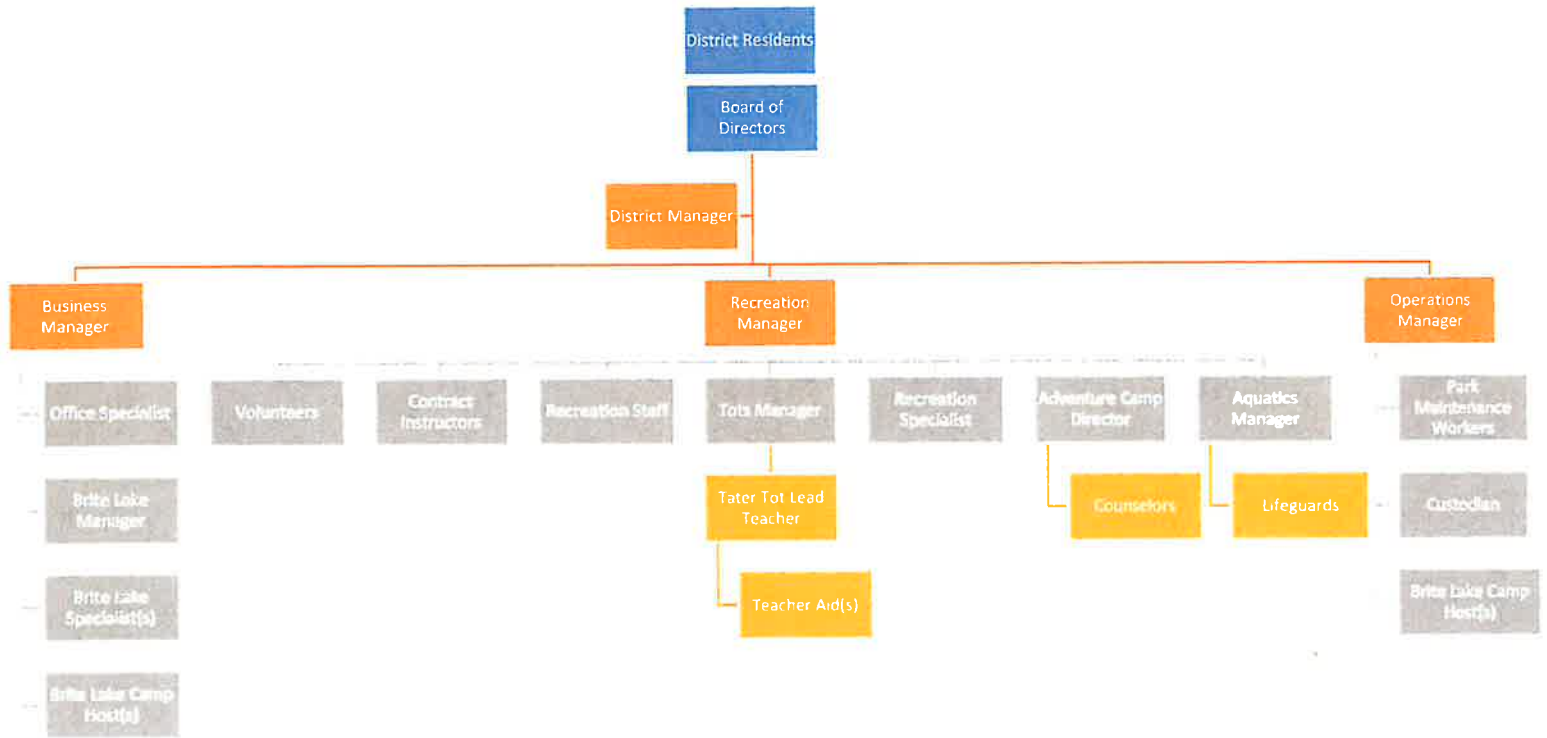 District Residents
Board of
Directors
District Manager
Business
Manager
Recreation
Manager
Operations
Manager
Office Specialist
Volunteers
Contract
Instructors
Recreation Staff
Tots Manager
Recreation
Specialist
Adventure Camp
Director
Aquatics
Manager
Park
Maintenance
Workers
Brite Lake
Manager
Tater Tot Lead
Teacher
Counselors
Lifeguards
Custodian
Brite Lake
Specialist(s)
Teacher Aid(s)
Brite Lake Camp
Host(s)
Brite Lake Camp
Host(s)